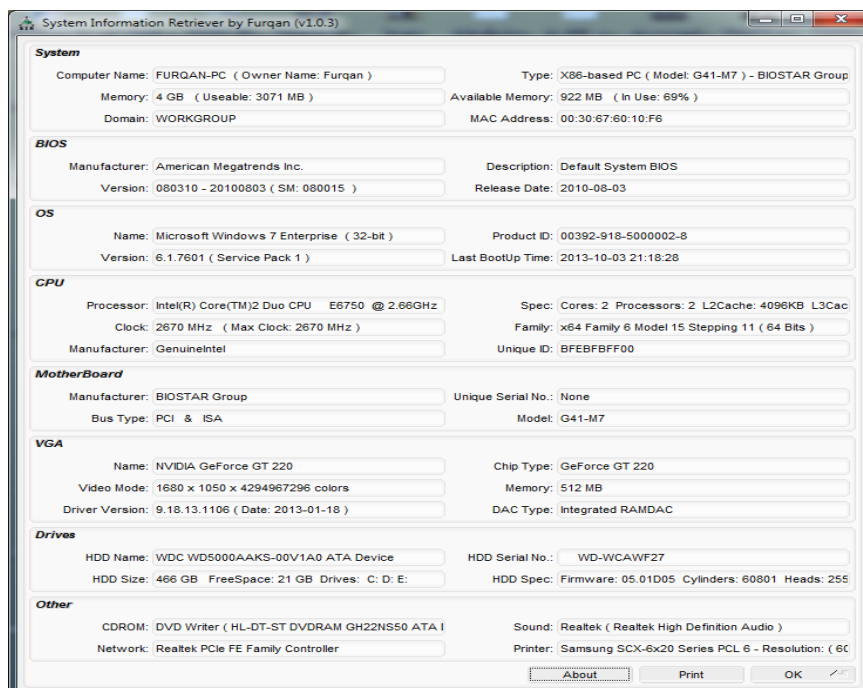 System Information Retriever by Furqan (v1.0.3)
System
Computer Name: FURQAN-PC ( Owner Name: Furqan ) Type: X86-based PC ( Model: G41-M7 ) - BIOSTAR Group
Memory: 4 GB ( Useable: 3071 MB ) Available Memory: 922 MB ( In Use: 69% )
Domain: WORKGROUP MAC Address: 00:30:67:60:10:F6
BIOS
Manufacturer: American Megatrends Inc. Description: Default System BIOS
Version: 080310 - 20100803 ( SM: 080015 ) Release Date: 2010-08-03
OS
Name: Microsoft Windows 7 Enterprise ( 32-bit ) Product ID: 00392-918-5000002-8
Version: 6.1.7601 ( Service Pack 1 ) Last BootUp Time: 2013-10-03 21:18:28
CPU
Processor: Intel(R) Core(TM)2 Duo CPU E6750 @ 2.66GHz Spec: Cores: 2 Processors: 2 L2Cache: 4096KB L3Cac
Clock: 2670 MHz ( Max Clock: 2670 MHz ) Family: x64 Family 6 Model 15 Stepping 11 ( 64 Bits )
Manufacturer: GenuineIntel Unique ID: BFEBFBFF00
MotherBoard
Manufacturer: BIOSTAR Group Unique Serial No.: None
Bus Type: PCI & ISA Model: G41-M7
VGA
Name: NVIDIA GeForce GT 220 Chip Type: GeForce GT 220
Video Mode: 1680 x 1050 x 4294967296 colors Memory: 512 MB
Driver Version: 9.18.13.1106 ( Date: 2013-01-18 ) DAC Type: Integrated RAMDAC
Drives
HDD Name: WDC WD5000AAKS-00V1A0 ATA Device HDD Serial No.: WD-WCAWF27
HDD Size: 466 GB FreeSpace: 21 GB Drives: C: D: E: HDD Spec: Firmware: 05.01D05 Cylinders: 60801 Heads: 255
Other
CDROM: DVD Writer ( HL-DT-ST DVDRAM GH22NS50 ATA Sound: Realtek ( Realtek High Definition Audio )
Network: Realtek PCIe FE Family Controller Printer: Samsung SCX-6x20 Series PCL 6 - Resolution: ( 60
About Print OK